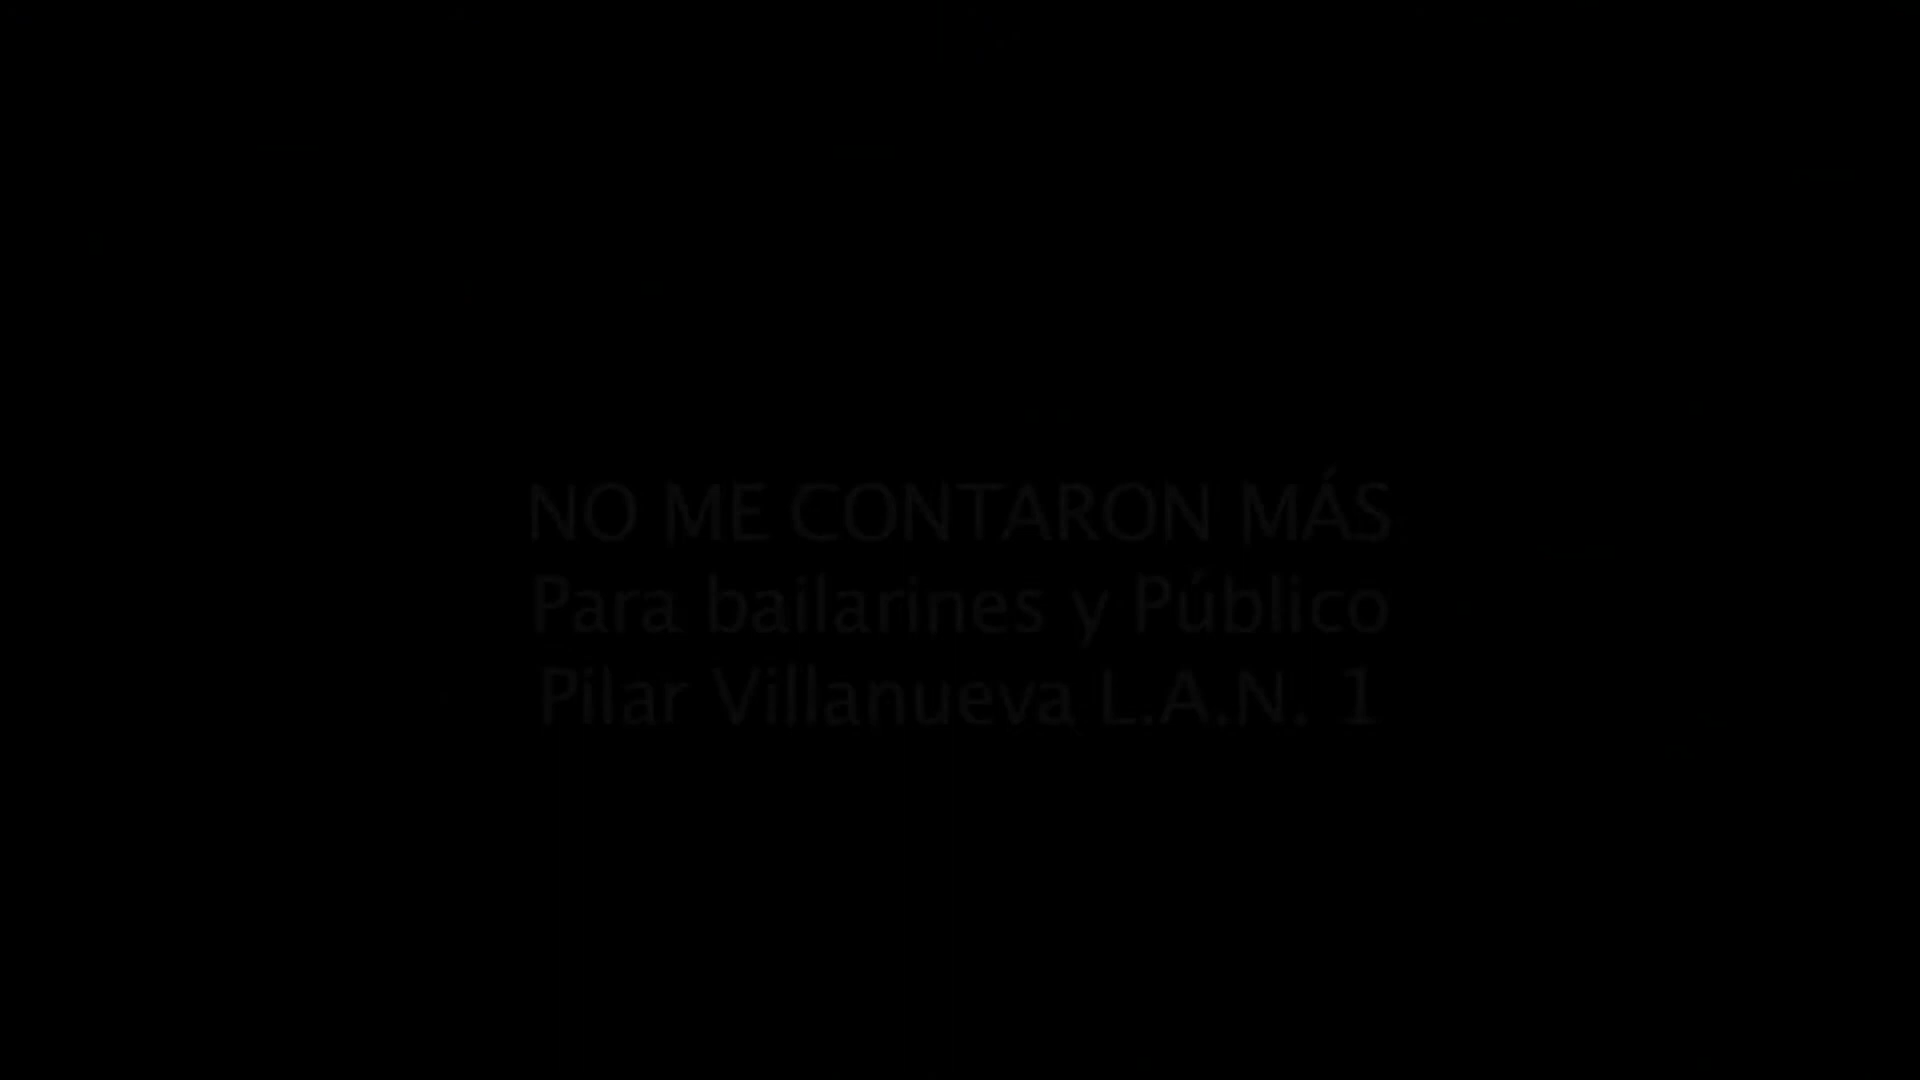 NO ME CONTARON MÁS
Para bailarines y Público
Pilar Villanueva L.A.N. 1